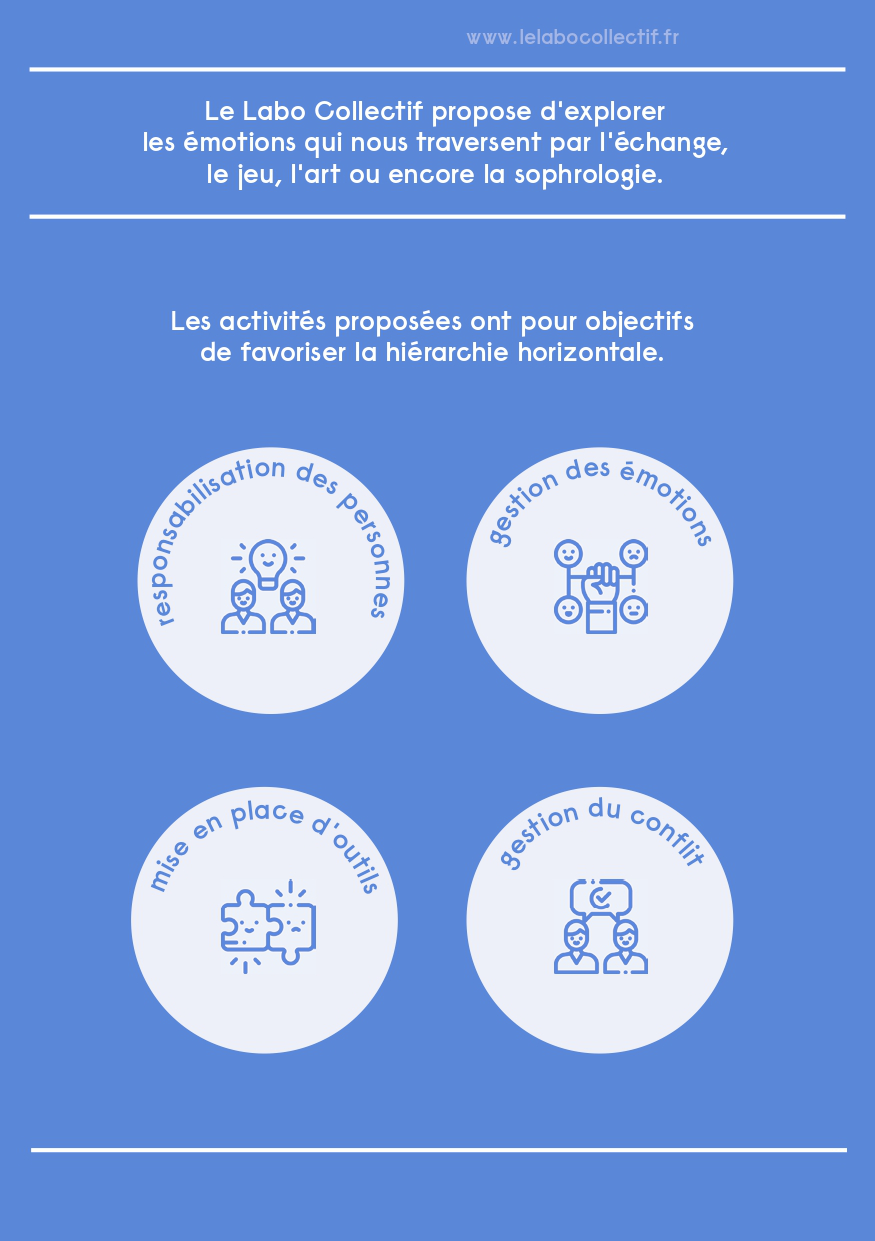 www.lelabocollectif.fr
Le Labo Collectif propose d'explorer
les émotions qui nous traversent par l'échange,
le jeu, l'art ou encore la sophrologie.
Les activités proposées ont pour objectifs
de favoriser la hiérarchie horizontale.
responsabilisation des personnes
gestion des émotions
mise en place d'outils
gestion du conflit